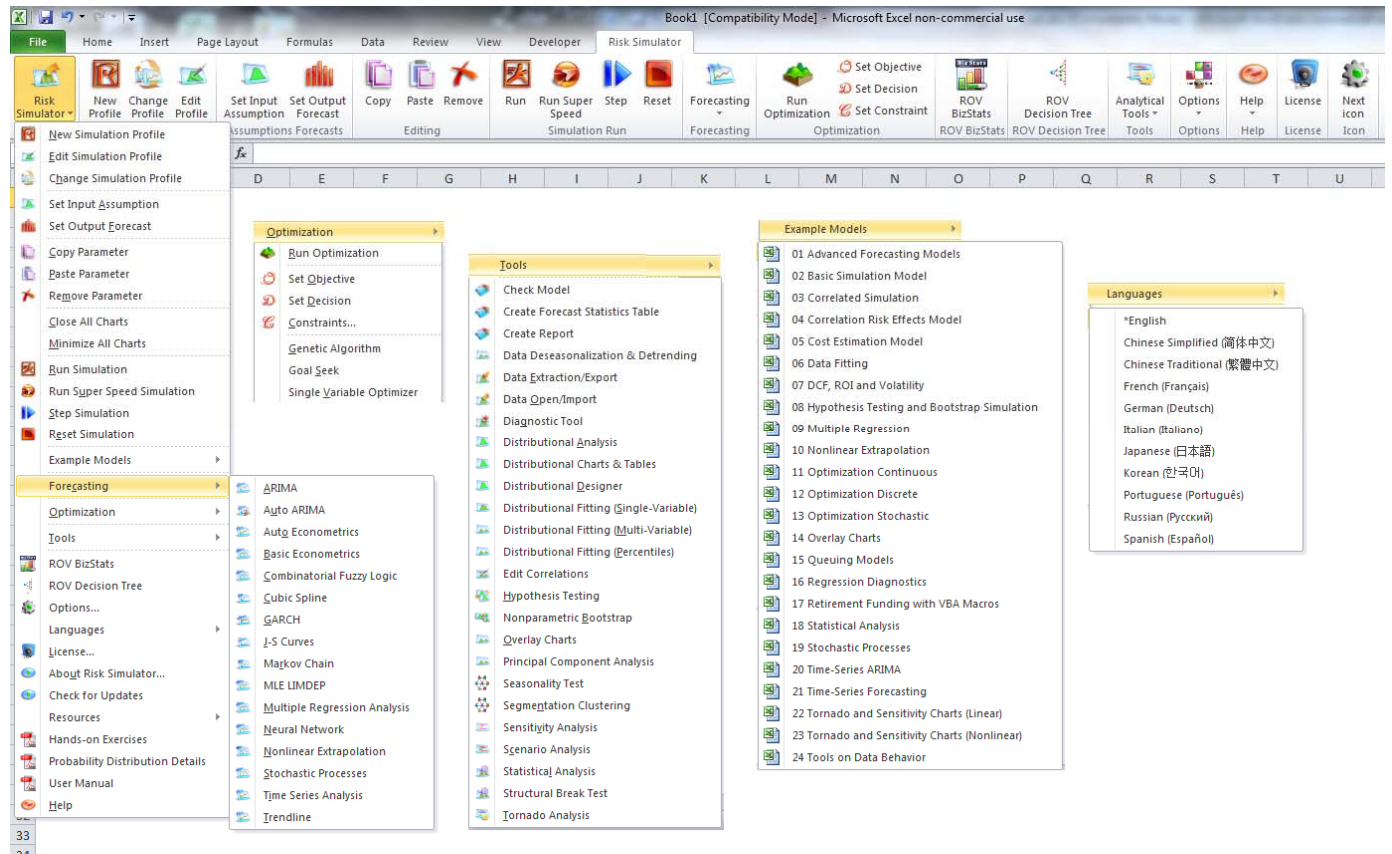 Book1 [Compatibility Mode] - Microsoft Excel non-commercial use
File Home Insert Page Layout Formulas Data Review View Developer Risk Simulator
Risk Simulator
New Profile
Change Profile
Edit Profile
Set Input Assumption
Set Output Forecast
Copy
Paste
Remove
Run
Run Super Speed
Step
Reset
Forecasting
Run Optimization
Set Objective
Set Decision
Set Constraint
ROV BizStats
ROV Decision Tree
Analytical Tools
Options
Help
License
Next icon
Assumptions Forecasts Editing Simulation Run Forecasting Optimization ROV BizStats ROV Decision Tree Tools Options Help License Icon
fx
D E F G H I J K L M N O P Q R S T U
New Simulation Profile
Edit Simulation Profile
Change Simulation Profile
Set Input Assumption
Set Output Forecast
Copy Parameter
Paste Parameter
Remove Parameter
Close All Charts
Minimize All Charts
Run Simulation
Run Super Speed Simulation
Step Simulation
Reset Simulation
Example Models
Forecasting
Optimization
Tools
ROV BizStats
ROV Decision Tree
Options...
Languages
License...
About Risk Simulator...
Check for Updates
Resources
Hands-on Exercises
Probability Distribution Details
User Manual
Help
33
ARIMA
Auto ARIMA
Auto Econometrics
Basic Econometrics
Combinatorial Fuzzy Logic
Cubic Spline
GARCH
J-S Curves
Markov Chain
MLE LIMDEP
Multiple Regression Analysis
Neural Network
Nonlinear Extrapolation
Stochastic Processes
Time Series Analysis
Trendline
Optimization
Run Optimization
Set Objective
Set Decision
Constraints...
Genetic Algorithm
Goal Seek
Single Variable Optimizer
Tools
Check Model
Create Forecast Statistics Table
Create Report
Data Deseasonalization & Detrending
Data Extraction/Export
Data Open/Import
Diagnostic Tool
Distributional Analysis
Distributional Charts & Tables
Distributional Designer
Distributional Fitting (Single-Variable)
Distributional Fitting (Multi-Variable)
Distributional Fitting (Percentiles)
Edit Correlations
Hypothesis Testing
Nonparametric Bootstrap
Overlay Charts
Principal Component Analysis
Seasonality Test
Segmentation Clustering
Sensitivity Analysis
Scenario Analysis
Statistical Analysis
Structural Break Test
Tornado Analysis
Example Models
01 Advanced Forecasting Models
02 Basic Simulation Model
03 Correlated Simulation
04 Correlation Risk Effects Model
05 Cost Estimation Model
06 Data Fitting
07 DCF, ROI and Volatility
08 Hypothesis Testing and Bootstrap Simulation
09 Multiple Regression
10 Nonlinear Extrapolation
11 Optimization Continuous
12 Optimization Discrete
13 Optimization Stochastic
14 Overlay Charts
15 Queuing Models
16 Regression Diagnostics
17 Retirement Funding with VBA Macros
18 Statistical Analysis
19 Stochastic Processes
20 Time-Series ARIMA
21 Time-Series Forecasting
22 Tornado and Sensitivity Charts (Linear)
23 Tornado and Sensitivity Charts (Nonlinear)
24 Tools on Data Behavior
Languages
*English
Chinese Simplified (简体中文)
Chinese Traditional (繁體中文)
French (Français)
German (Deutsch)
Italian (Italiano)
Japanese (日本語)
Korean (한국어)
Portuguese (Português)
Russian (Русский)
Spanish (Español)